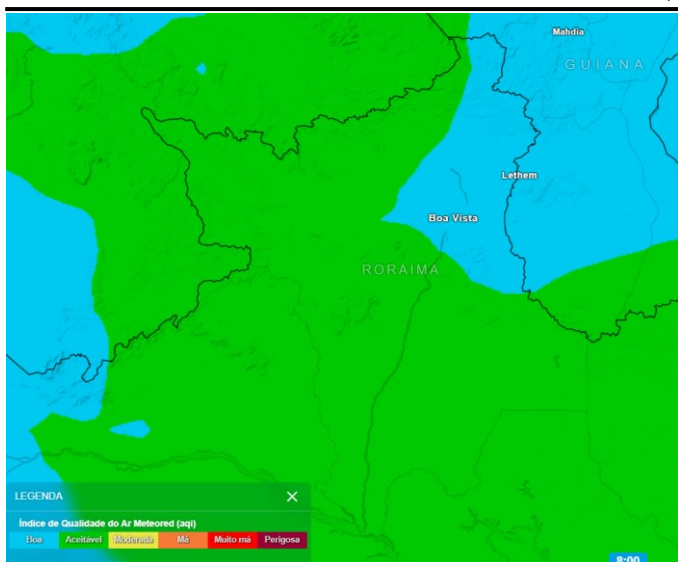 Mahdia
GUIANA
Lethem
Boa Vista
RORAIMA
LEGENDA
Índice de Qualidade do Ar Meteored (aqi)
Boa Aceitável Moderada Má Muito má Perigosa
8:00